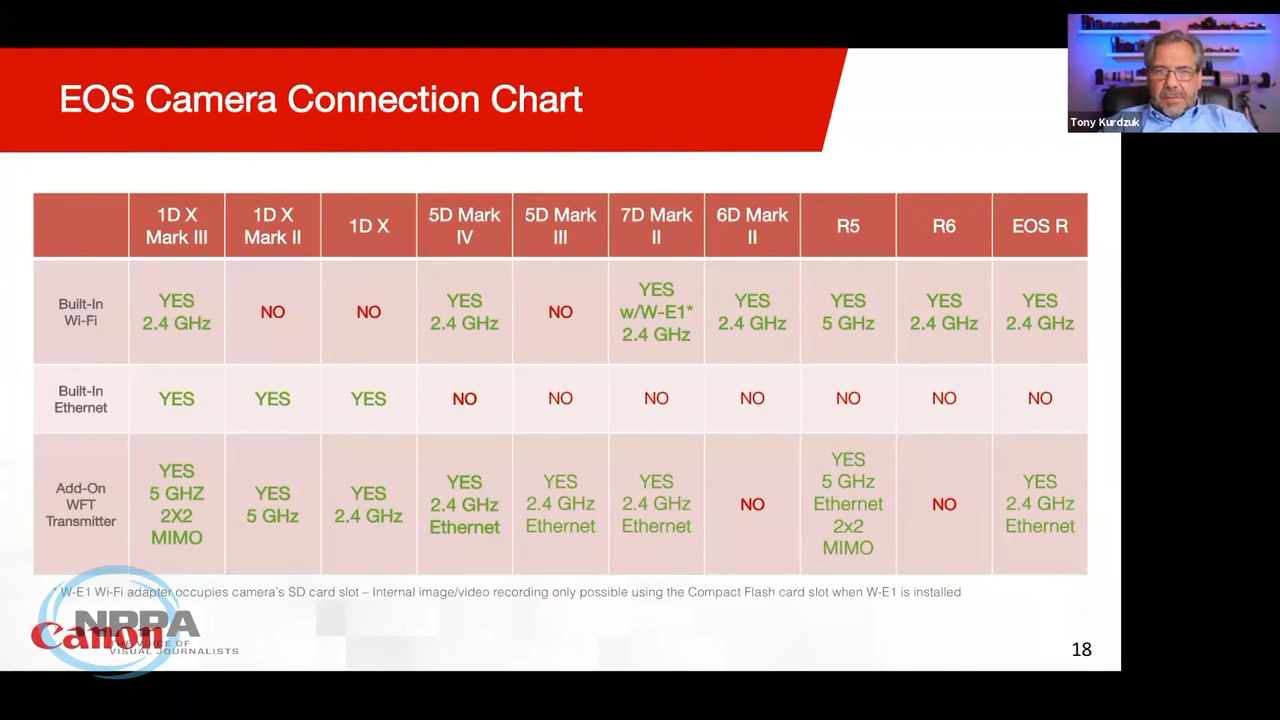 EOS Camera Connection Chart
Tony Kurdzuk
1D X
Mark III
1D X
Mark II
1D X
5D Mark
IV
5D Mark
III
7D Mark
II
6D Mark
II
R5
R6
EOS R
Built-In
Wi-Fi
YES
2.4 GHz
NO
NO
YES
2.4 GHz
NO
YES
w/W-E1*
2.4 GHz
YES
2.4 GHz
YES
5 GHz
YES
2.4 GHz
YES
2.4 GHz
Built-In
Ethernet
YES
YES
YES
NO
NO
NO
NO
NO
NO
NO
Add-On
WFT
Transmitter
YES
5 GHZ
2X2
MIMO
YES
5 GHz
YES
2.4 GHz
YES
2.4 GHz
Ethernet
YES
2.4 GHz
Ethernet
YES
2.4 GHz
Ethernet
NO
YES
5 GHz
Ethernet
2x2
MIMO
NO
YES
2.4 GHz
Ethernet
* W-E1 Wi-Fi adapter occupies camera's SD card slot – Internal image/video recording only possible using the Compact Flash card slot when W-E1 is installed
NPPA
Canon
THE VOICE OF
VISUAL JOURNALISTS
18